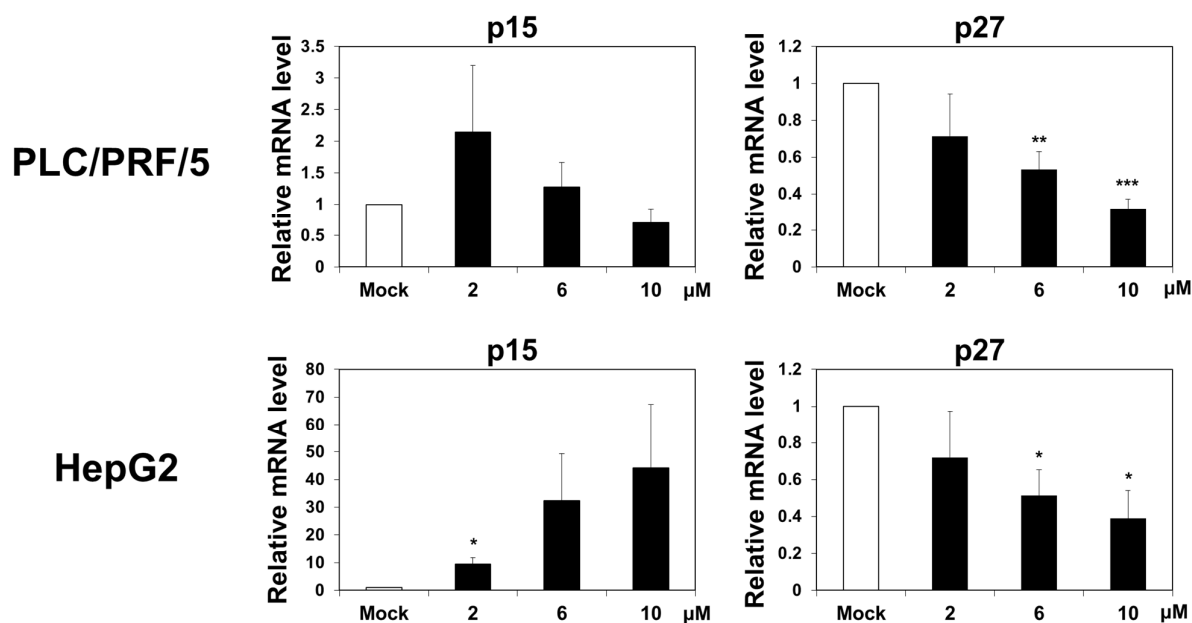 PLC/PRF/5
p15
Relative mRNA level
3.5
3
2.5
2
1.5
1
0.5
0
Mock 2 6 10 µM
p27
Relative mRNA level
1.2
1
0.8
0.6
0.4
0.2
0
**
***
Mock 2 6 10 µM
HepG2
p15
Relative mRNA level
80
70
60
50
40
30
20
10
0
*
Mock 2 6 10 µM
p27
Relative mRNA level
1.2
1
0.8
0.6
0.4
0.2
0
*
*
Mock 2 6 10 µM